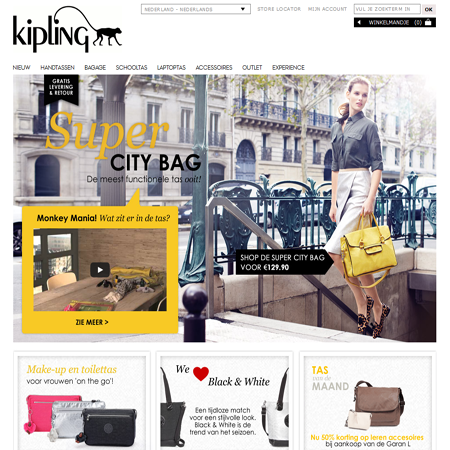 NEDERLAND - NEDERLANDS
STORE LOCATOR
MIJN ACCOUNT
VUL JE ZOEKTERM IN
OK
WINKELMANDJE (0)
kipling
NIEUW
HANDTASSEN
BAGAGE
SCHOOLTAS
LAPTOPTAS
ACCESSOIRES
OUTLET
EXPERIENCE
GRATIS
LEVERING
& RETOUR
Super
CITY BAG
De meest functionele tas ooit!
Monkey Mania! Wat zit er in de tas?
ZIE MEER >
SHOP DE SUPER CITY BAG
VOOR €129.90
Make-up en toilettas
voor vrouwen 'on the go'!
We
Black & White
Een tijdloze match
voor een stijlvolle look.
Black & White is de
trend van het seizoen.
TAS
van de
MAAND
Nu 50% korting op leren accesoires
bij aankoop van de Garan L